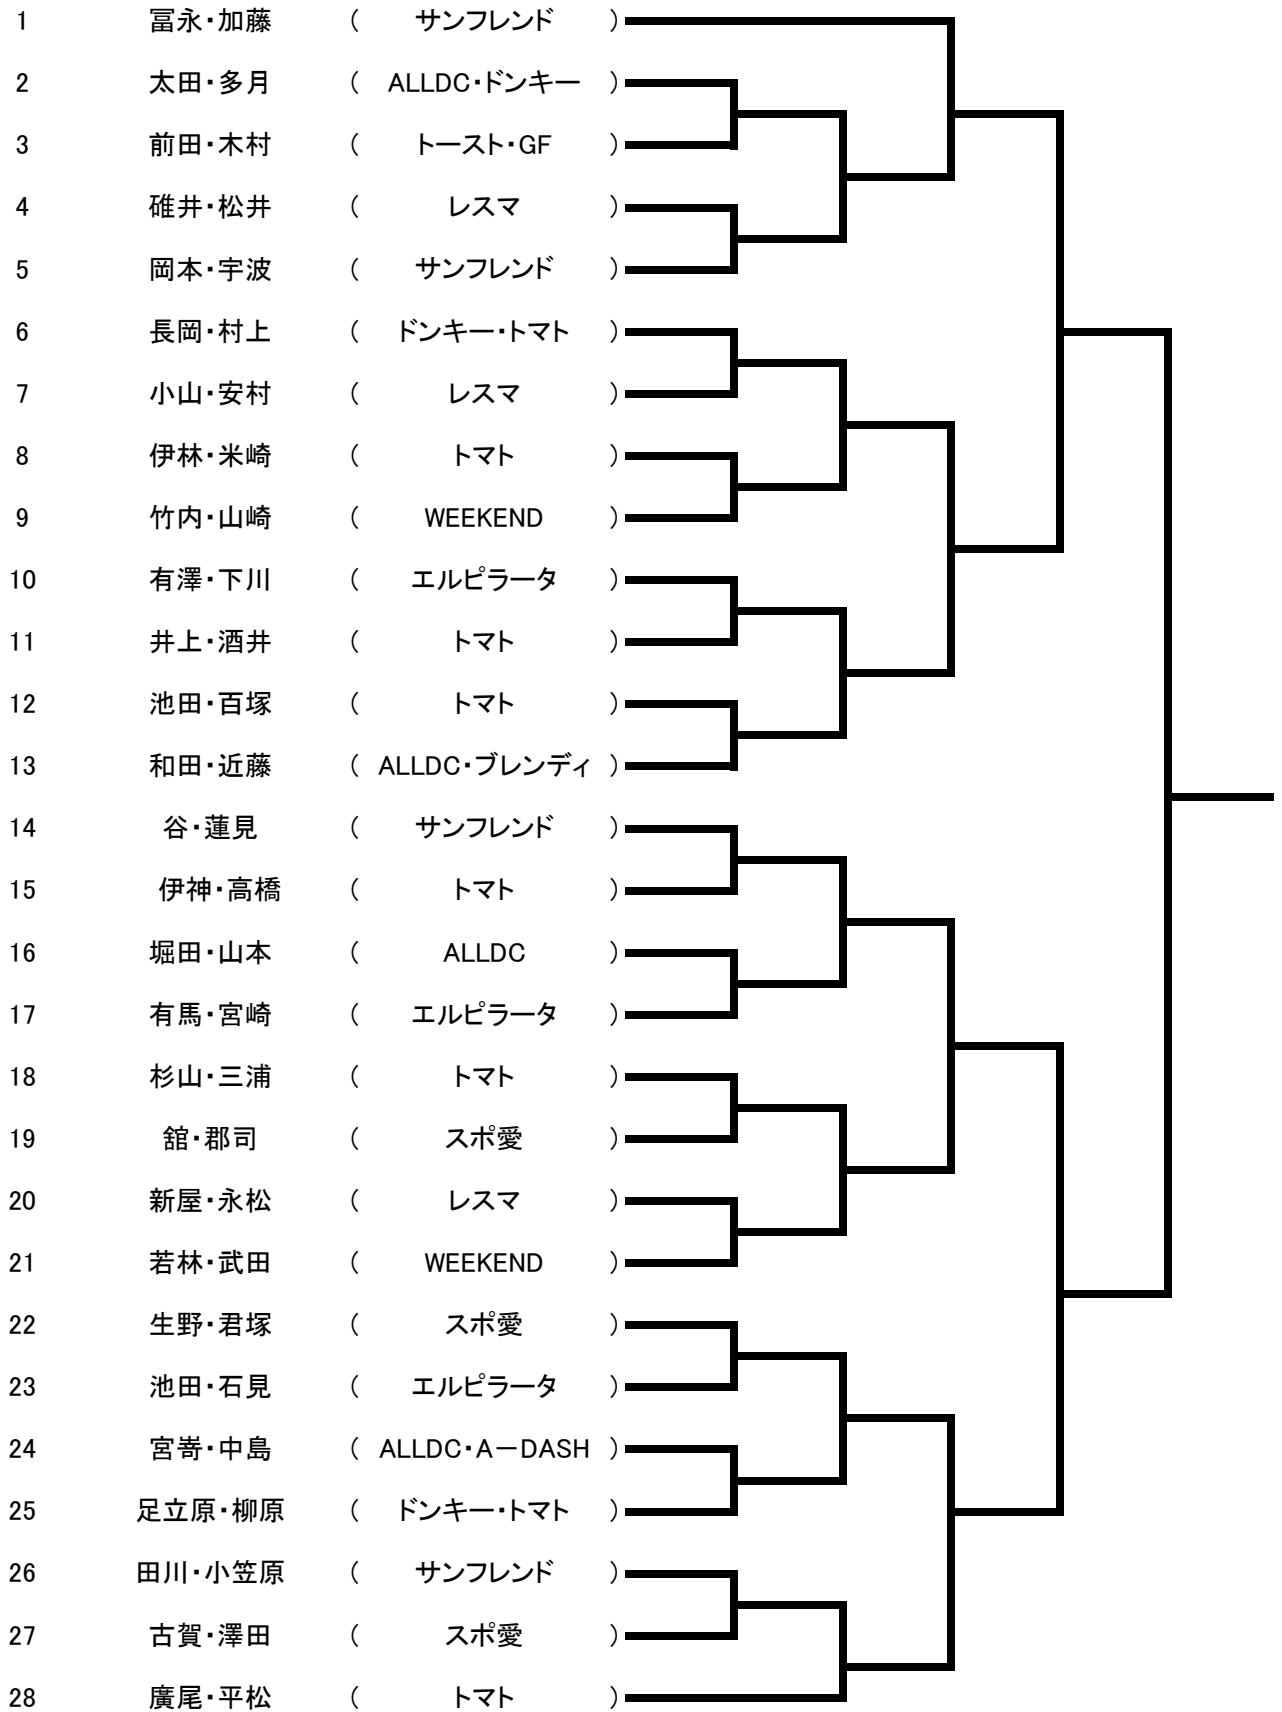 1 冨永・加藤 ( サンフレンド )
2 太田・多月 ( ALLDC・ドンキー )
3 前田・木村 ( トースト・GF )
4 碓井・松井 ( レスマ )
5 岡本・宇波 ( サンフレンド )
6 長岡・村上 ( ドンキー・トマト )
7 小山・安村 ( レスマ )
8 伊林・米崎 ( トマト )
9 竹内・山崎 ( WEEKEND )
10 有澤・下川 ( エルピラータ )
11 井上・酒井 ( トマト )
12 池田・百塚 ( トマト )
13 和田・近藤 ( ALLDC・ブレンディ )
14 谷・蓮見 ( サンフレンド )
15 伊神・高橋 ( トマト )
16 堀田・山本 ( ALLDC )
17 有馬・宮崎 ( エルピラータ )
18 杉山・三浦 ( トマト )
19 舘・郡司 ( スポ愛 )
20 新屋・永松 ( レスマ )
21 若林・武田 ( WEEKEND )
22 生野・君塚 ( スポ愛 )
23 池田・石見 ( エルピラータ )
24 宮嵜・中島 ( ALLDC・A－DASH )
25 足立原・柳原 ( ドンキー・トマト )
26 田川・小笠原 ( サンフレンド )
27 古賀・澤田 ( スポ愛 )
28 廣尾・平松 ( トマト )